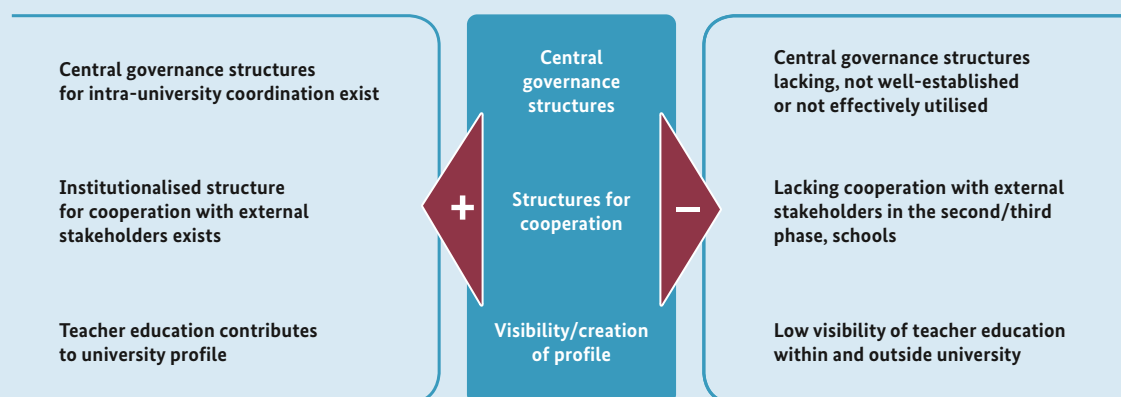 Central governance structures
for intra-university coordination exist
Central
governance
structures
Central governance structures
lacking, not well-established
or not effectively utilised
Institutionalised structure
for cooperation with external
stakeholders exists
+
Structures for
cooperation
–
Lacking cooperation with external
stakeholders in the second/third
phase, schools
Teacher education contributes
to university profile
Visibility/creation
of profile
Low visibility of teacher education
within and outside university